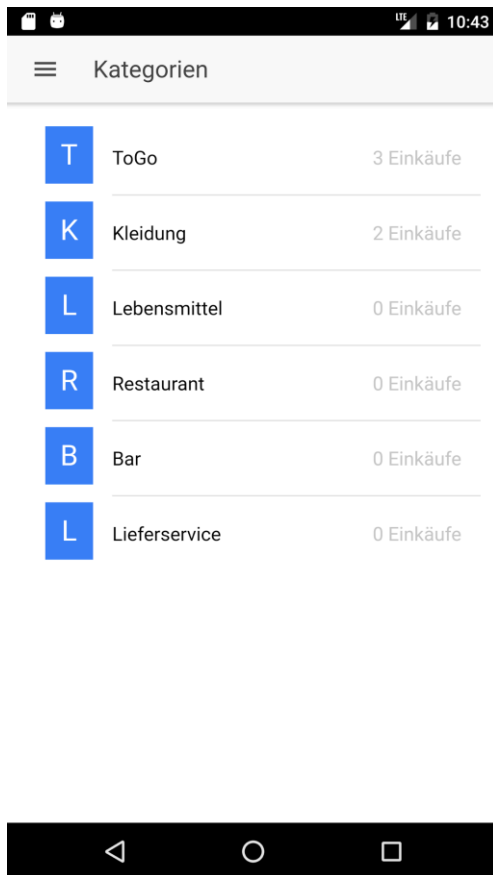 LTE 10:43
Kategorien
T ToGo 3 Einkäufe
K Kleidung 2 Einkäufe
L Lebensmittel 0 Einkäufe
R Restaurant 0 Einkäufe
B Bar 0 Einkäufe
L Lieferservice 0 Einkäufe